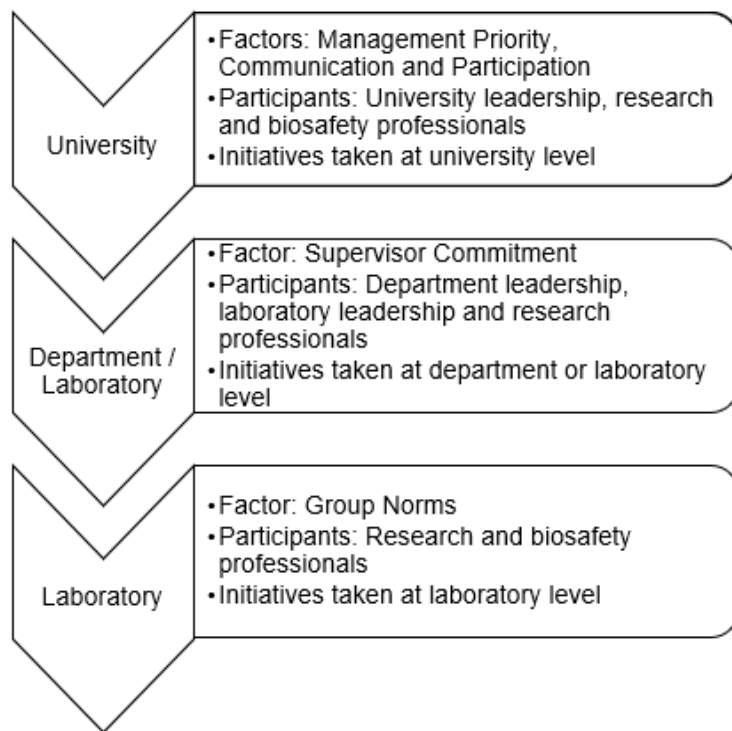 University
•Factors: Management Priority,
Communication and Participation
•Participants: University leadership, research
and biosafety professionals
•Initiatives taken at university level
Department /
Laboratory
•Factor: Supervisor Commitment
•Participants: Department leadership,
laboratory leadership and research
professionals
•Initiatives taken at department or laboratory
level
Laboratory
•Factor: Group Norms
•Participants: Research and biosafety
professionals
•Initiatives taken at laboratory level